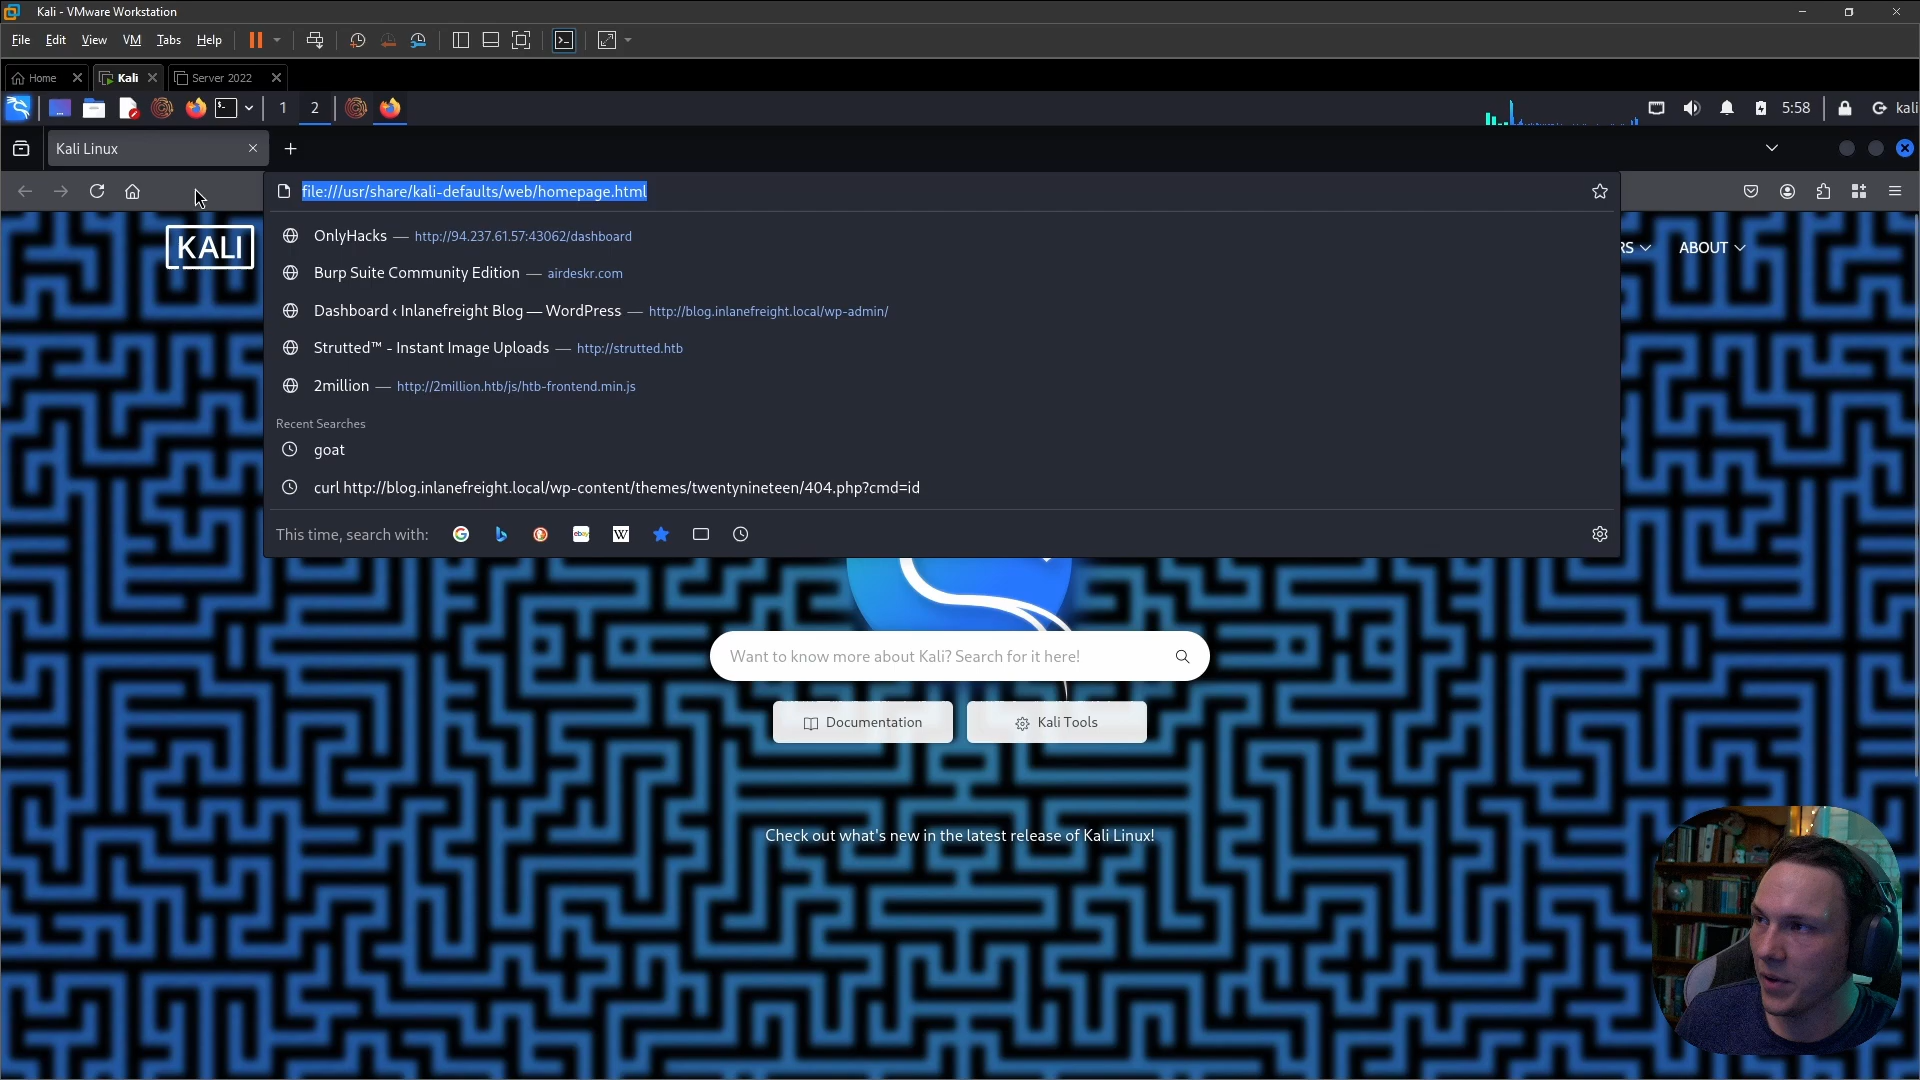 Kali - VMware Workstation
File Edit View VM Tabs Help
Home Kali Server 2022
1 2 5:58 kali
Kali Linux
file:///usr/share/kali-defaults/web/homepage.html
KALI
RS ABOUT
OnlyHacks — http://94.237.61.57:43062/dashboard
Burp Suite Community Edition — airdeskr.com
Dashboard ‹ Inlanefreight Blog — WordPress — http://blog.inlanefreight.local/wp-admin/
Strutted™ - Instant Image Uploads — http://strutted.htb
2million — http://2million.htb/js/htb-frontend.min.js
Recent Searches
goat
curl http://blog.inlanefreight.local/wp-content/themes/twentynineteen/404.php?cmd=id
This time, search with:
Want to know more about Kali? Search for it here!
Documentation Kali Tools
Check out what's new in the latest release of Kali Linux!